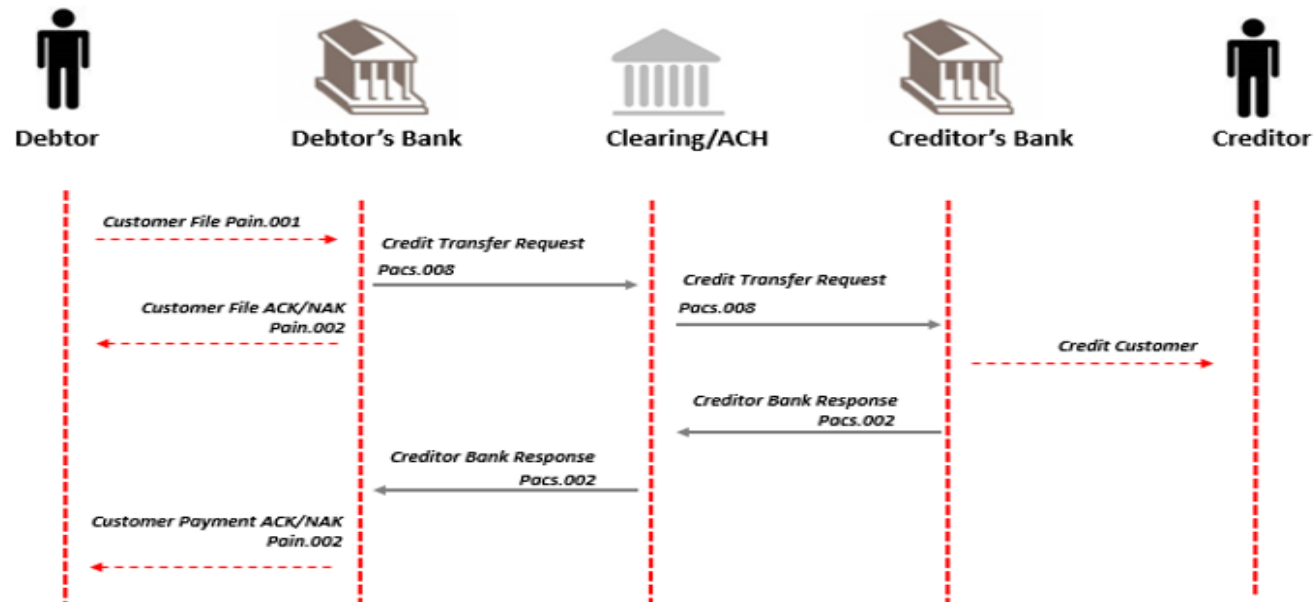 Debtor
Debtor's Bank
Clearing/ACH
Creditor's Bank
Creditor
Customer File Pain.001
Credit Transfer Request
Pacs.008
Credit Transfer Request
Pacs.008
Customer File ACK/NAK
Pain.002
Credit Customer
Creditor Bank Response
Pacs.002
Creditor Bank Response
Pacs.002
Customer Payment ACK/NAK
Pain.002